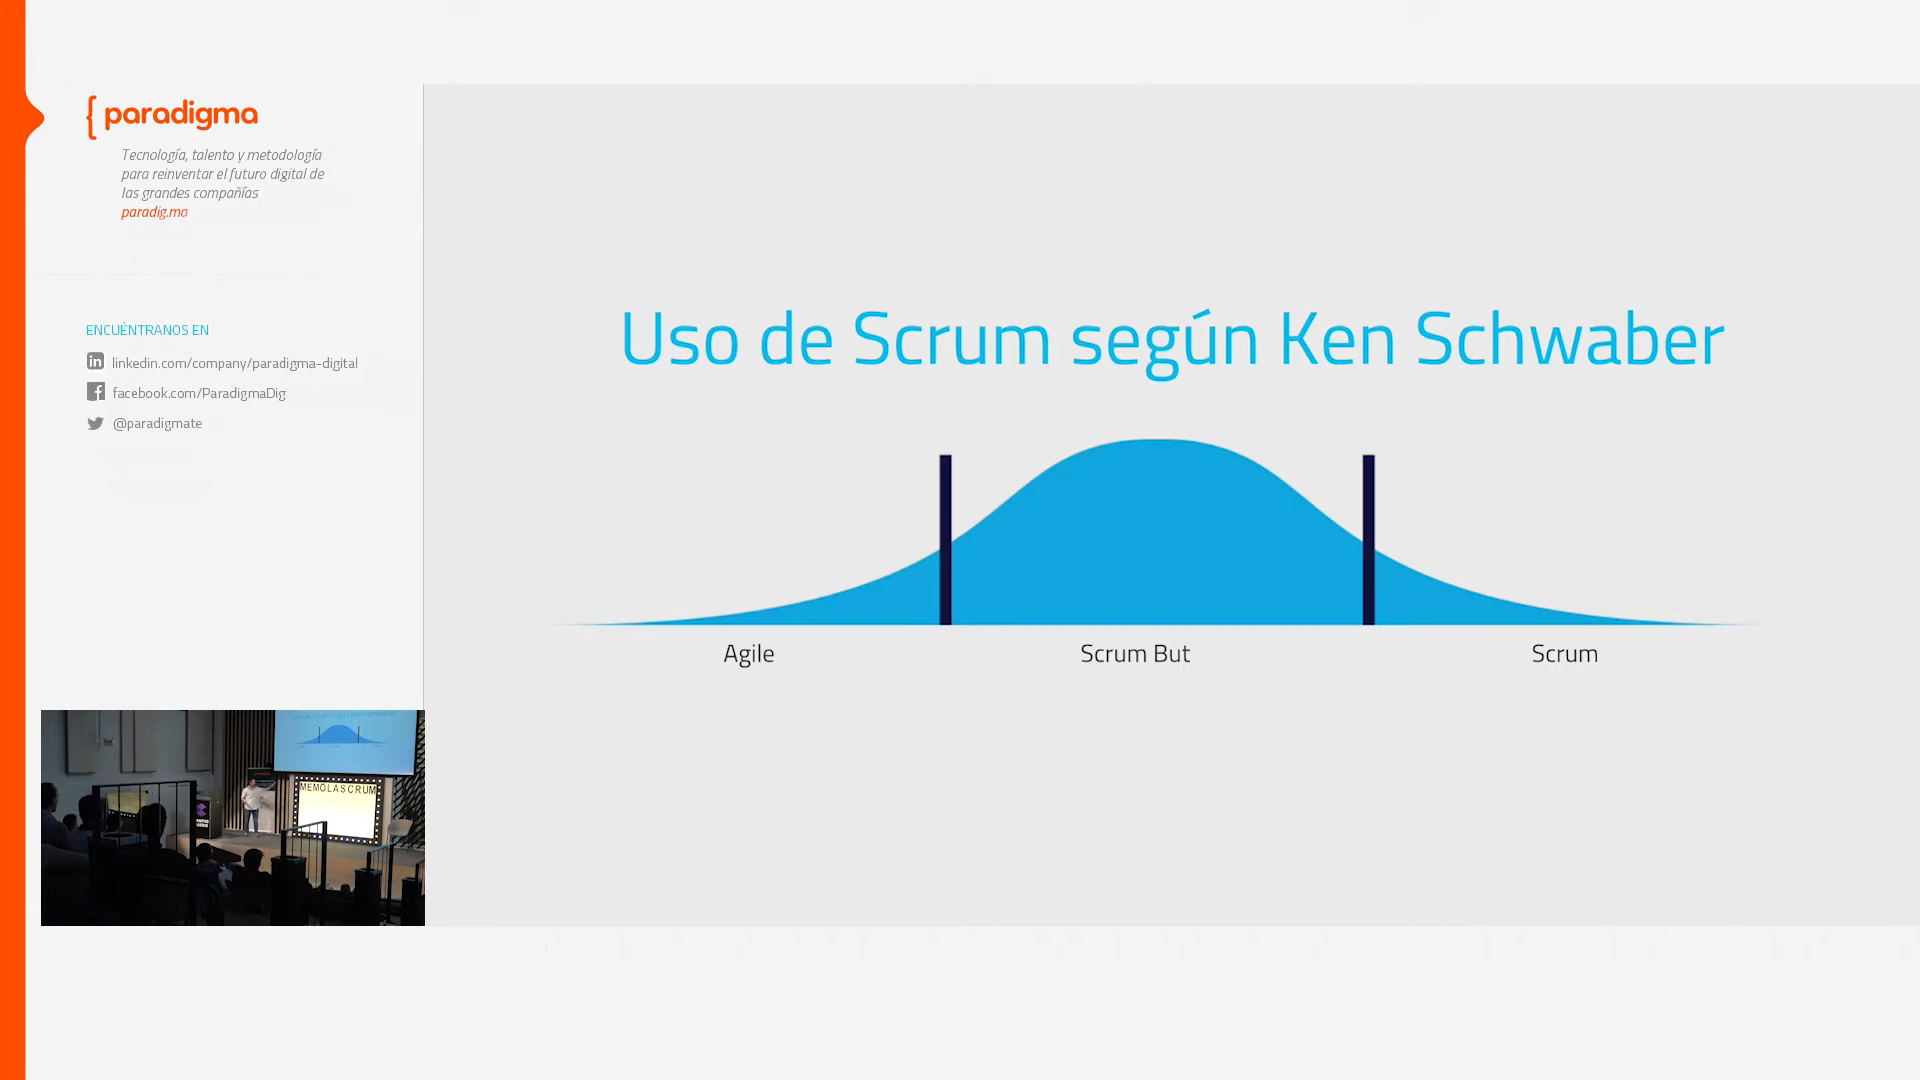 { paradigma
Tecnología, talento y metodología
para reinventar el futuro digital de
las grandes compañías
paradig.ma
ENCUÉNTRANOS EN
linkedin.com/company/paradigma-digital
facebook.com/ParadigmaDig
@paradigmate
Uso de Scrum según Ken Schwaber
Agile
Scrum But
Scrum
MEMOLASCRUM